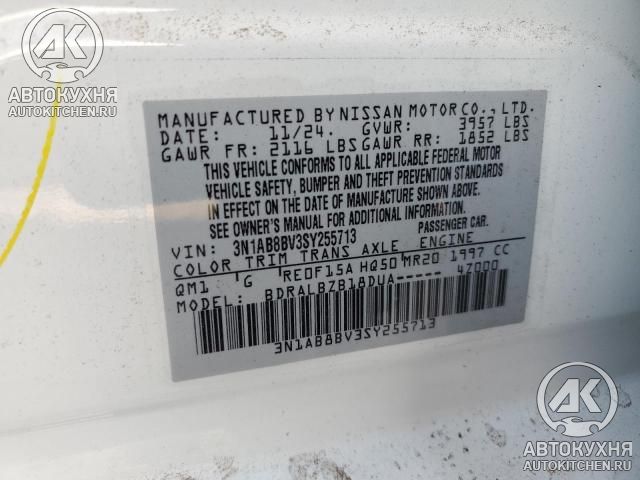 AK
АВТОКУХНЯ
AUTOKITCHEN.RU
MANUFACTURED BY NISSAN MOTOR CO., LTD.
DATE: 11/24. GVWR: 3957 LBS
GAWR FR: 2116 LBS GAWR RR: 1852 LBS
THIS VEHICLE CONFORMS TO ALL APPLICABLE FEDERAL MOTOR
VEHICLE SAFETY, BUMPER AND THEFT PREVENTION STANDARDS
IN EFFECT ON THE DATE OF MANUFACTURE SHOWN ABOVE.
SEE OWNER'S MANUAL FOR ADDITIONAL INFORMATION.
PASSENGER CAR.
VIN: 3N1AB8BV3SY255713
COLOR TRIM TRANS AXLE ENGINE
QM1 G RE0F15A HQ50 MR20 1997 CC
MODEL: BDRALBZB18DUA----- 4Z000
3N1AB8BV3SY255713
AK
АВТОКУХНЯ
AUTOKITCHEN.RU